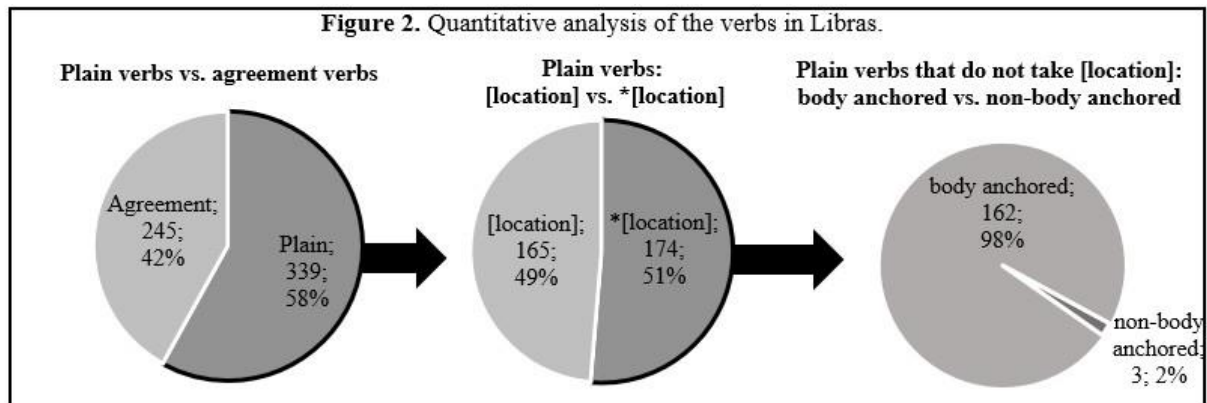 Figure 2. Quantitative analysis of the verbs in Libras.
Plain verbs vs. agreement verbs
Agreement;
245;
42%
Plain;
339;
58%
Plain verbs:
[location] vs. *[location]
[location];
165;
49%
*[location];
174;
51%
Plain verbs that do not take [location]:
body anchored vs. non-body anchored
body anchored;
162;
98%
non-body
anchored;
3; 2%